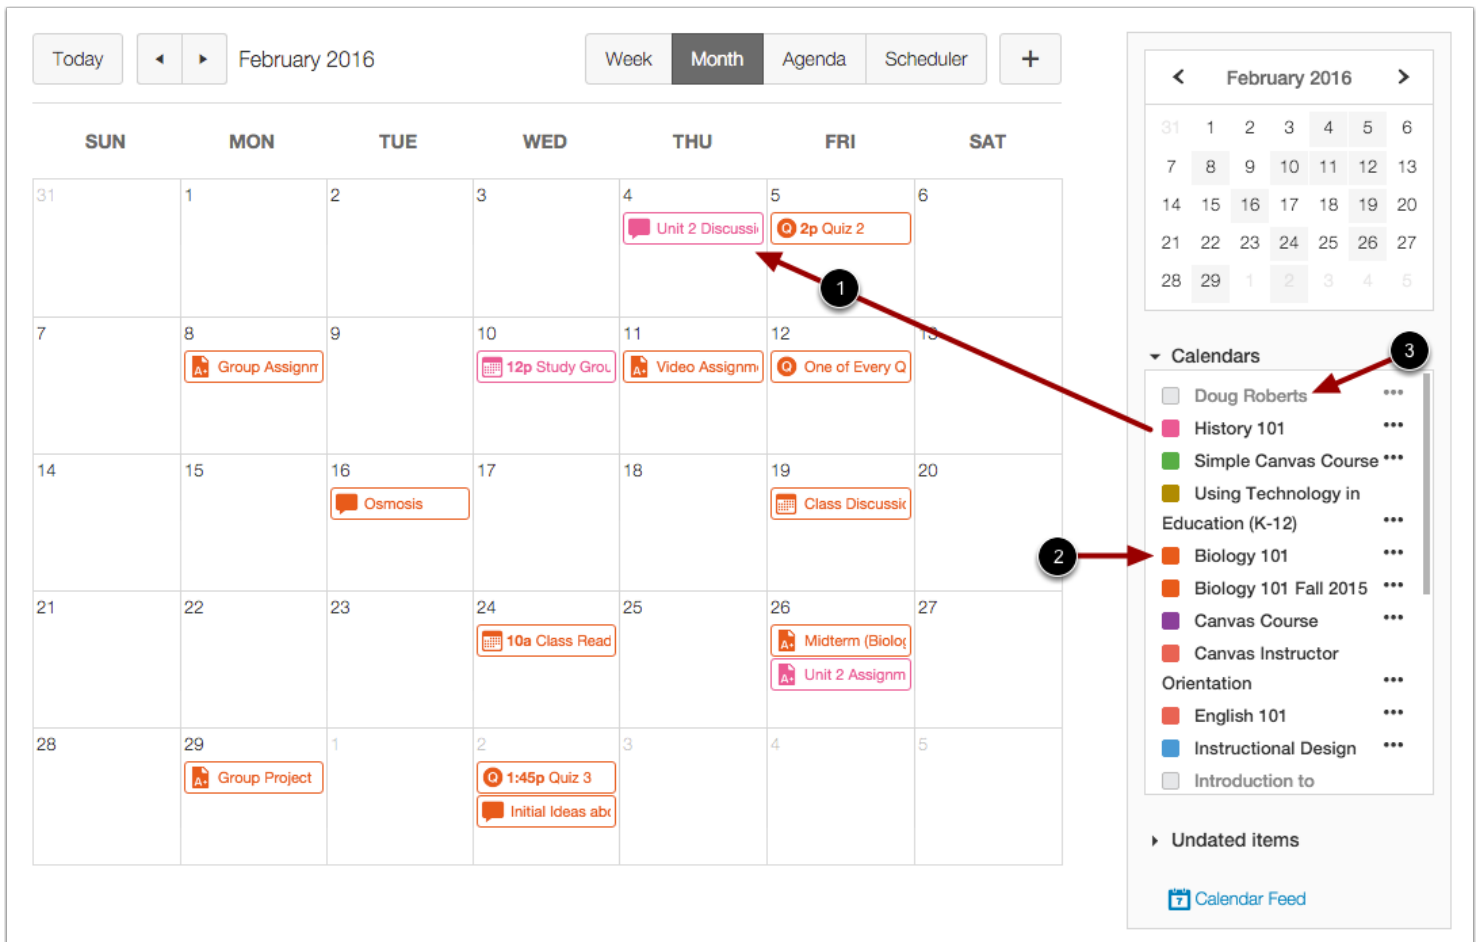 Today
February 2016
Week Month Agenda Scheduler +
SUN MON TUE WED THU FRI SAT
31 1 2 3 4 5 6
Unit 2 Discussi
Q 2p Quiz 2
7 8 9 10 11 12 13
A+ Group Assignm
12p Study Grou
A+ Video Assignm
Q One of Every Q
14 15 16 17 18 19 20
Osmosis
Class Discussic
21 22 23 24 25 26 27
10a Class Read
A+ Midterm (Biolog
A+ Unit 2 Assignm
28 29 1 2 3 4 5
A+ Group Project
Q 1:45p Quiz 3
Initial Ideas abo
1
2
3
February 2016
31 1 2 3 4 5 6
7 8 9 10 11 12 13
14 15 16 17 18 19 20
21 22 23 24 25 26 27
28 29 1 2 3 4 5
Calendars
Doug Roberts
History 101
Simple Canvas Course
Using Technology in
Education (K-12)
Biology 101
Biology 101 Fall 2015
Canvas Course
Canvas Instructor
Orientation
English 101
Instructional Design
Introduction to
Undated items
7 Calendar Feed